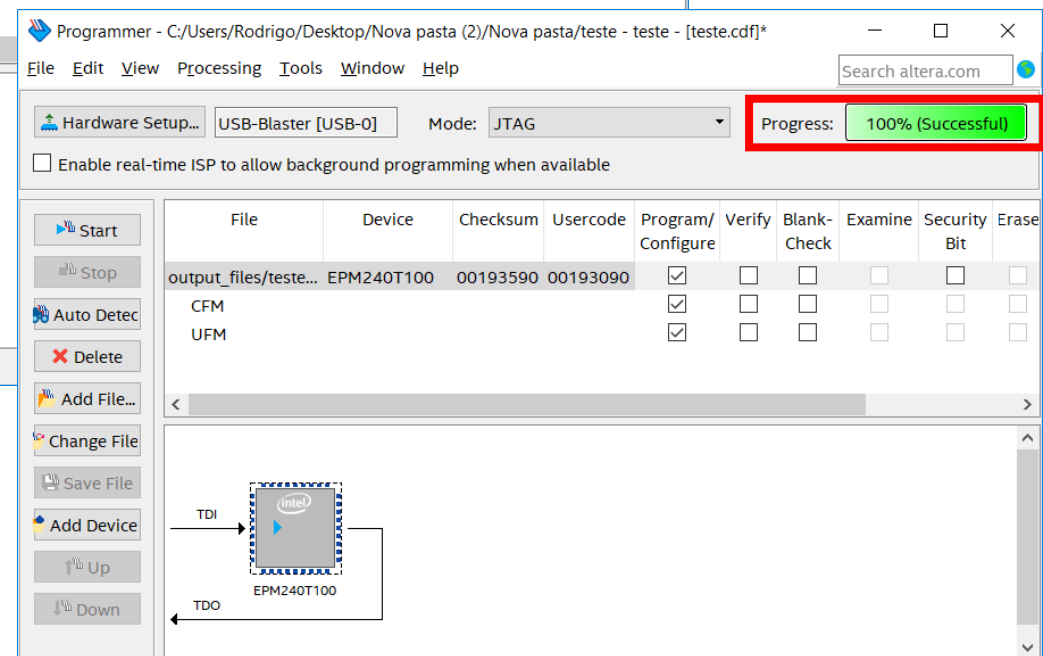 Programmer - C:/Users/Rodrigo/Desktop/Nova pasta (2)/Nova pasta/teste - teste - [teste.cdf]*
File Edit View Processing Tools Window Help
Search altera.com
Hardware Setup... USB-Blaster [USB-0] Mode: JTAG Progress: 100% (Successful)
Enable real-time ISP to allow background programming when available
Start
Stop
Auto Detec
Delete
Add File...
Change File
Save File
Add Device
Up
Down
File Device Checksum Usercode Program/ Verify Blank- Examine Security Erase
Configure Check Bit
output_files/teste... EPM240T100 00193590 00193090
CFM
UFM
intel
TDI
EPM240T100
TDO